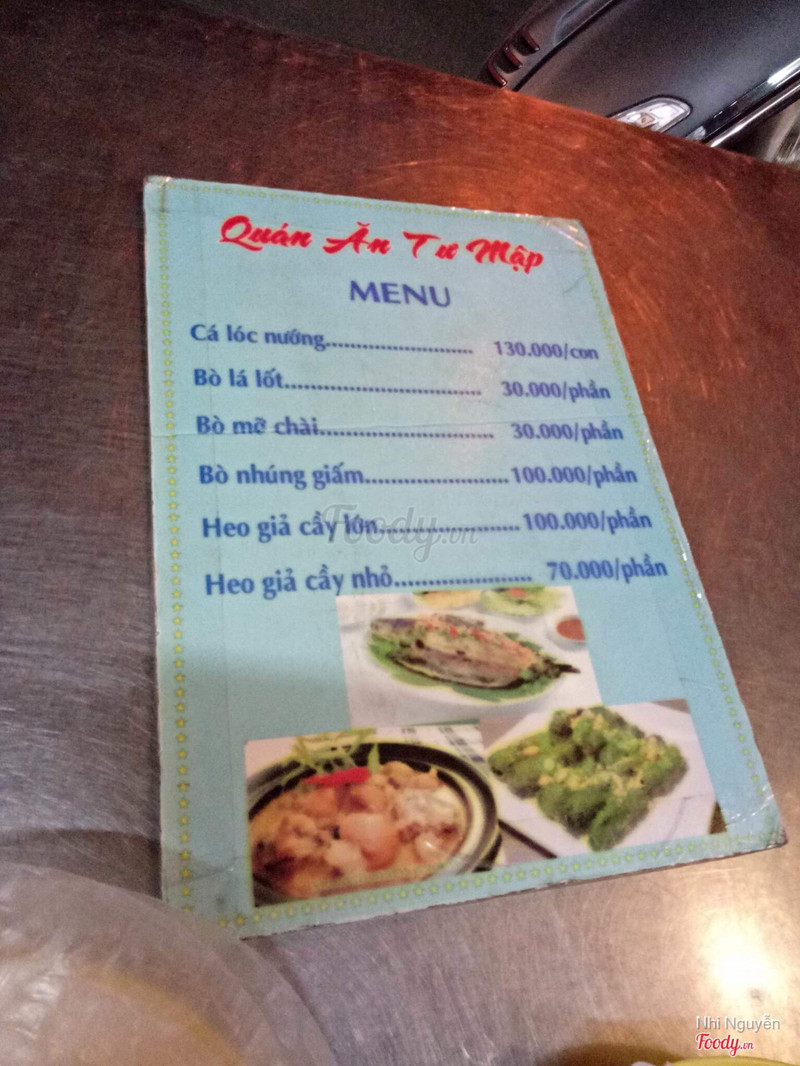 Quán Ăn Tư Mập
MENU
Cá lóc nướng......................... 130.000/con
Bò lá lốt................................ 30.000/phần
Bò mỡ chài............................ 30.000/phần
Bò nhúng giấm.......................100.000/phần
Heo giả cầy lớn......................100.000/phần
Heo giả cầy nhỏ...................... 70.000/phần
Foody.vn
Nhi Nguyễn
Foody.vn